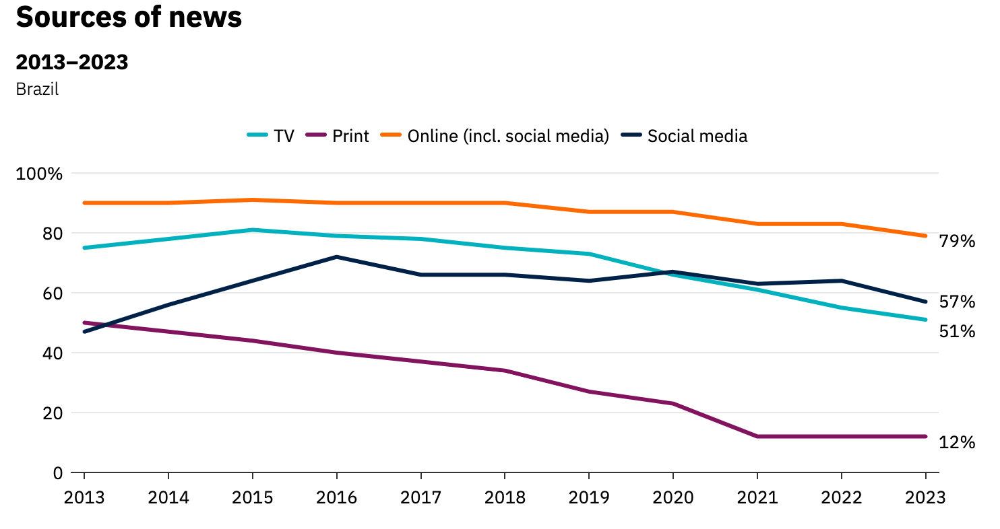 Sources of news
2013–2023
Brazil
TV Print Online (incl. social media) Social media
100%
80
60
40
20
0
79%
57%
51%
12%
2013 2014 2015 2016 2017 2018 2019 2020 2021 2022 2023